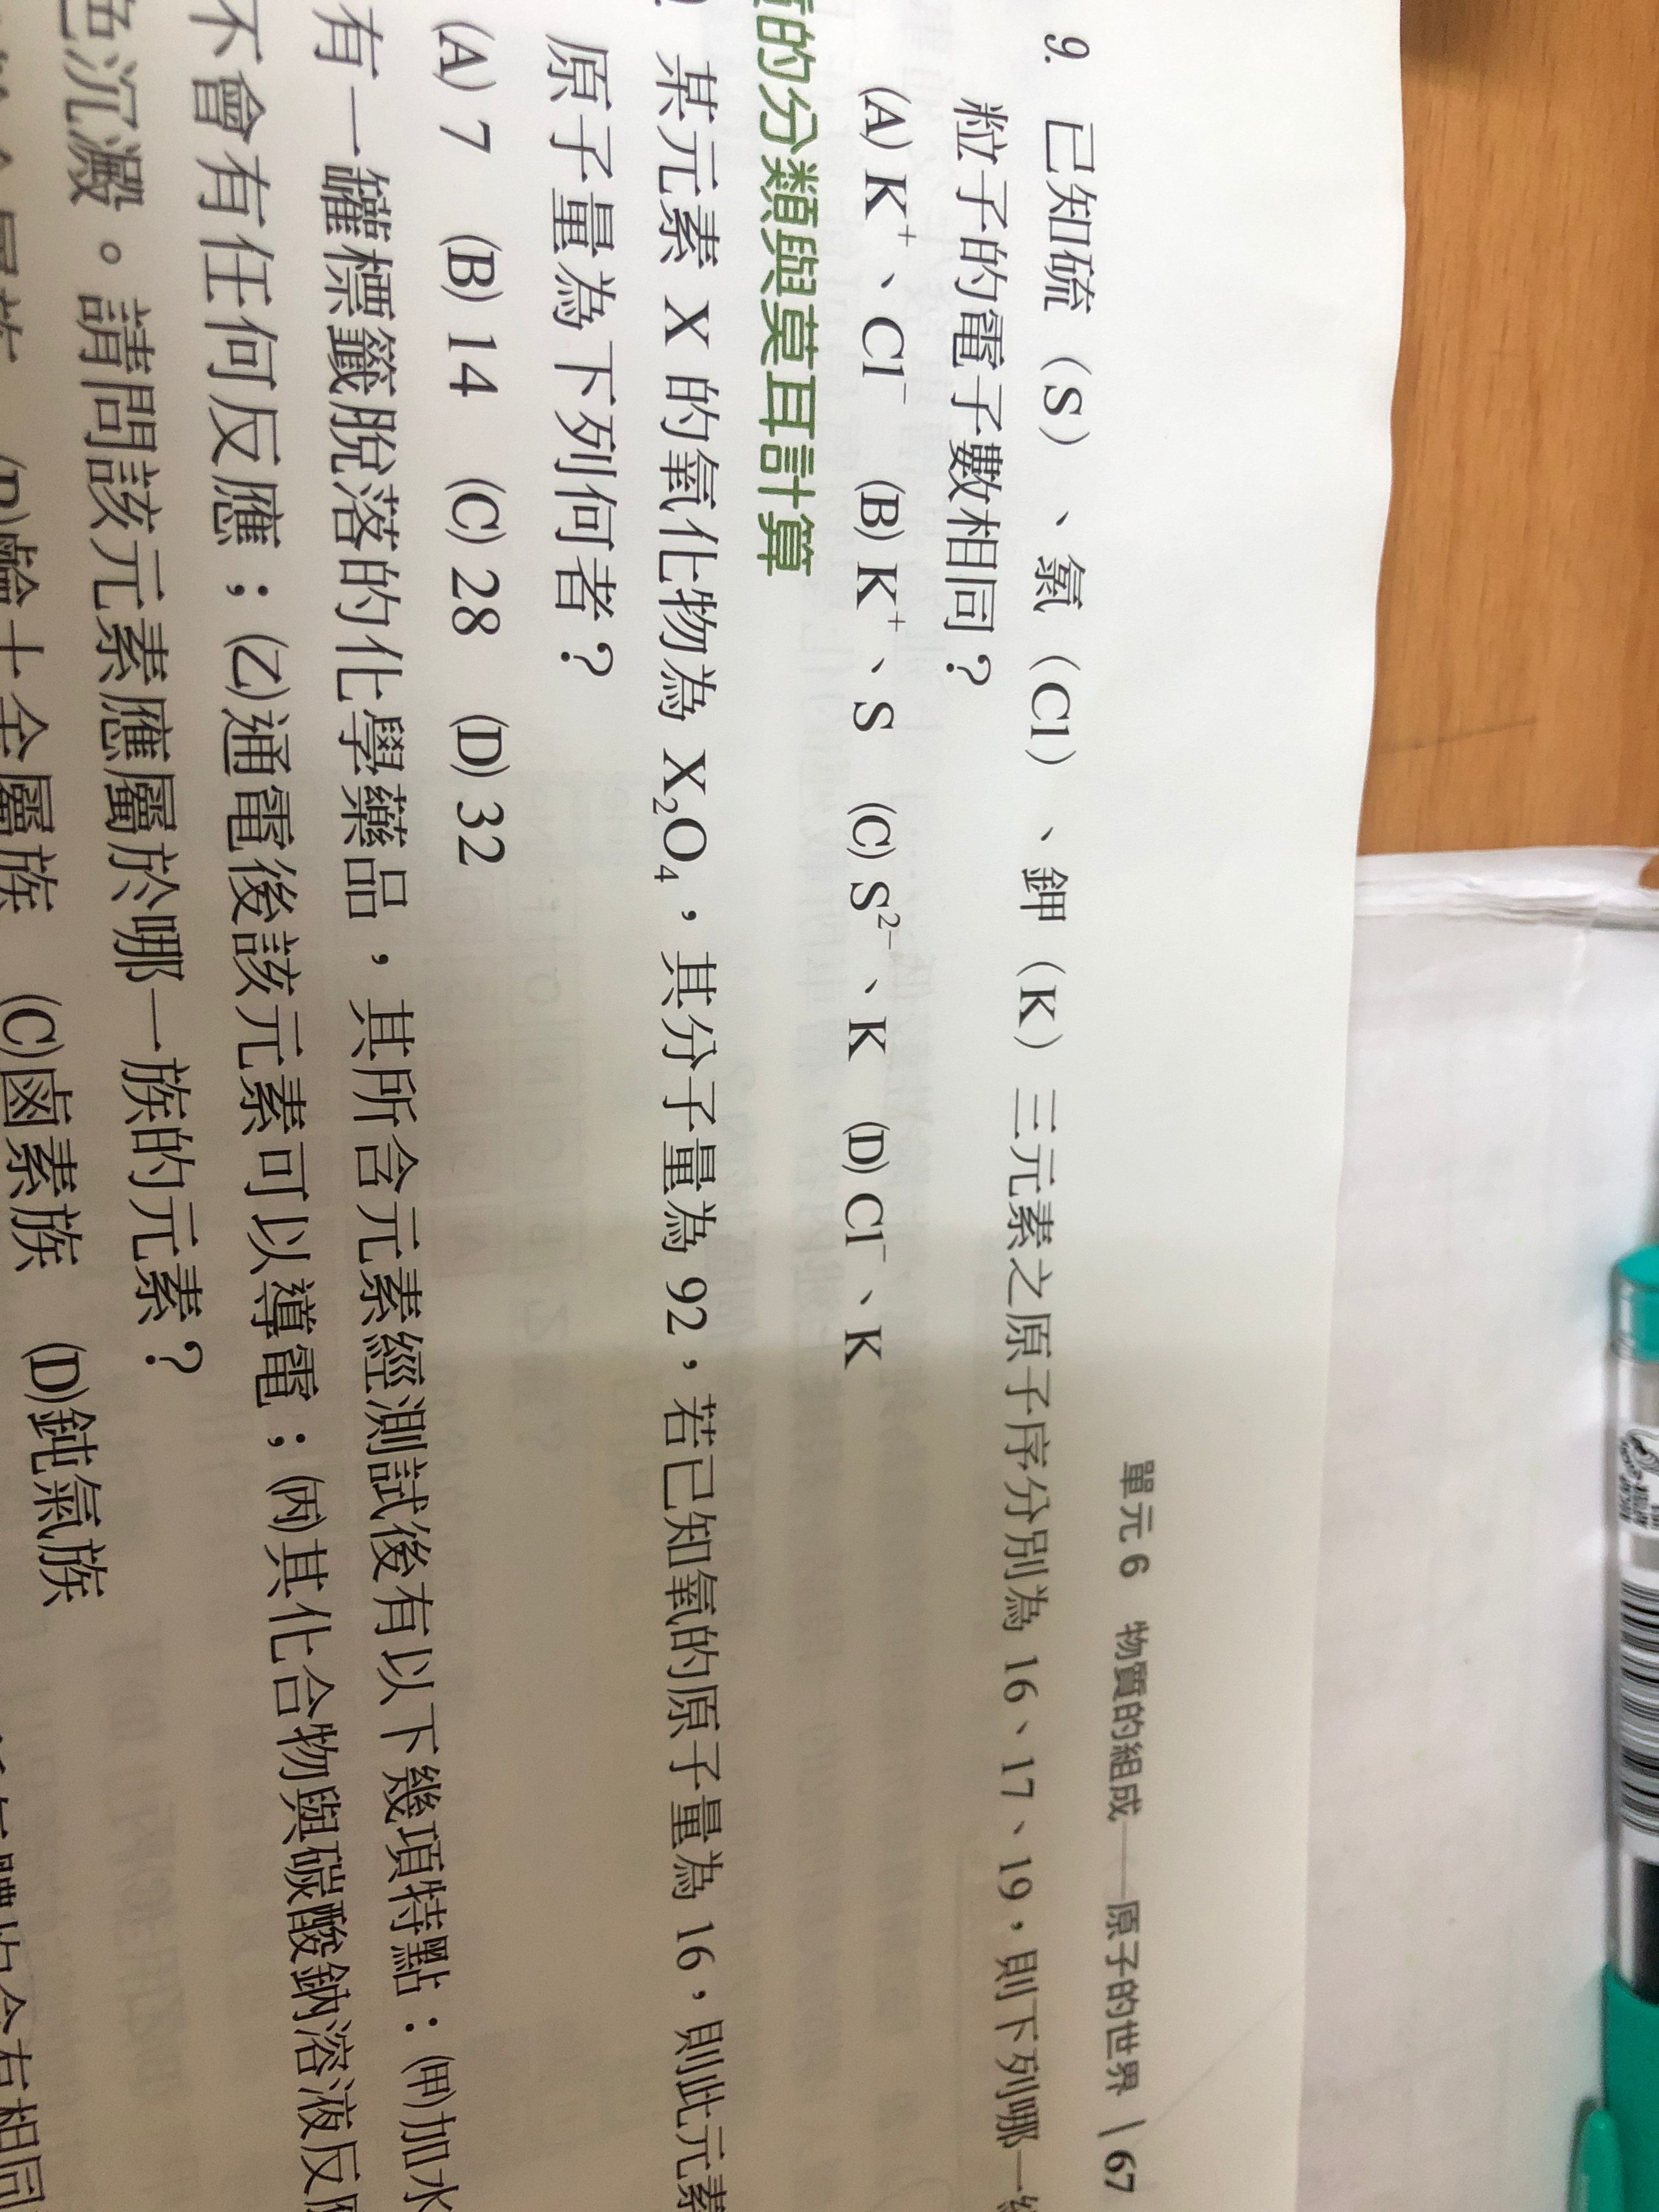 單元 6　物質的組成——原子的世界 | 67
9. 已知硫（S）、氯（Cl）、鉀（K）三元素之原子序分別為 16、17、19，則下列哪一
粒子的電子數相同？
(A) K⁺、Cl⁻　(B) K⁺、S　(C) S²⁻、K　(D) Cl⁻、K
的分類與莫耳計算
某元素 X 的氧化物為 X₂O₄，其分子量為 92，若已知氧的原子量為 16，則此元素
原子量為下列何者？
(A) 7　(B) 14　(C) 28　(D) 32
有一罐標籤脫落的化學藥品，其所含元素經測試後有以下幾項特點：(甲)加水
不會有任何反應；(乙)通電後該元素可以導電；(丙)其化合物與碳酸鈉溶液反
色沉澱。請問該元素應屬於哪一族的元素？
(B)鹼土金屬族　(C)鹵素族　(D)鈍氣族